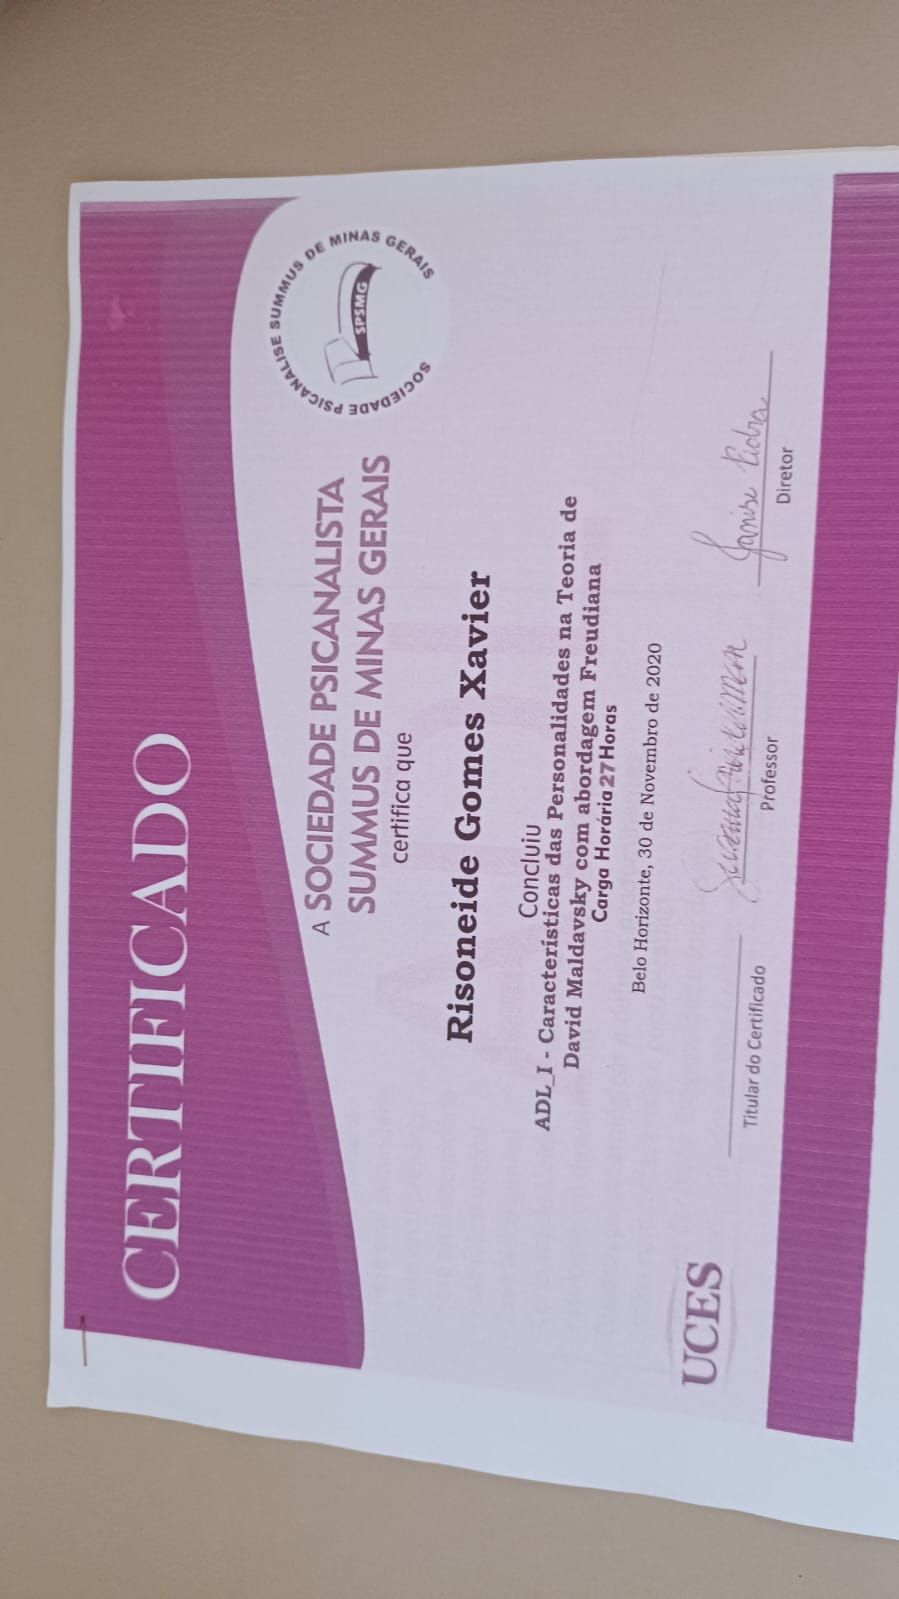 CERTIFICADO
SOCIEDADE PSICANALISE SUMMUS DE MINAS GERAIS
SPSMG
A SOCIEDADE PSICANALISTA
SUMMUS DE MINAS GERAIS
certifica que
Risoneide Gomes Xavier
Concluiu
ADL_I - Características das Personalidades na Teoria de
David Maldavsky com abordagem Freudiana
Carga Horária 27 Horas
Belo Horizonte, 30 de Novembro de 2020
UCES
Titular do Certificado
Professor
Diretor